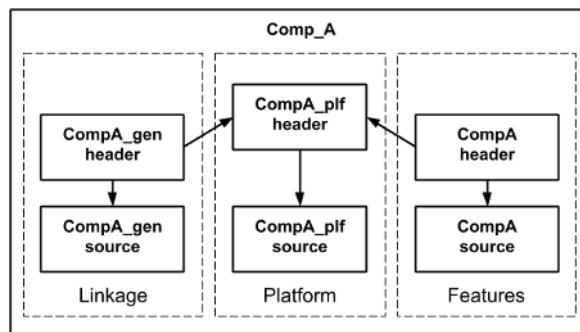 Comp_A
CompA_gen
header
CompA_gen
source
Linkage
CompA_plf
header
CompA_plf
source
Platform
CompA
header
CompA
source
Features